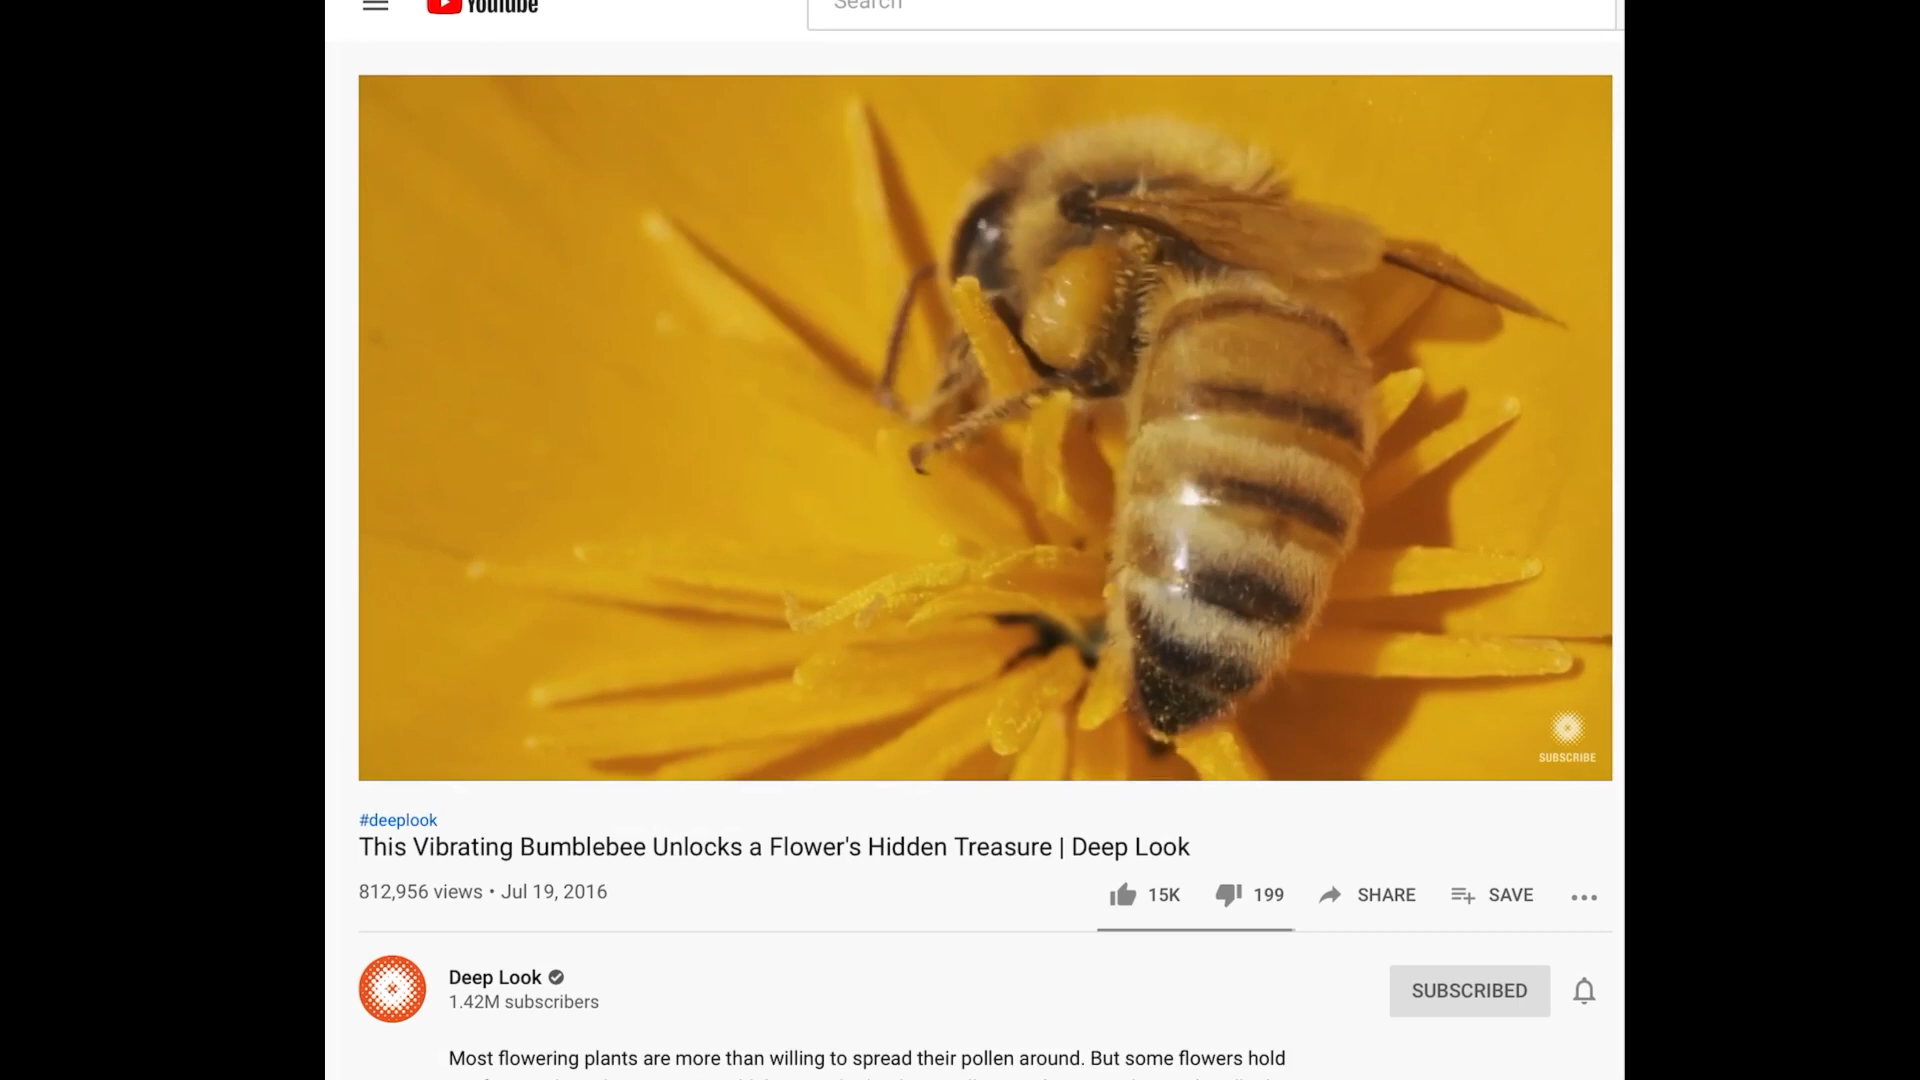 YouTube
Search
SUBSCRIBE
#deeplook
This Vibrating Bumblebee Unlocks a Flower's Hidden Treasure | Deep Look
812,956 views • Jul 19, 2016
15K 199 SHARE SAVE
Deep Look
1.42M subscribers
SUBSCRIBED
Most flowering plants are more than willing to spread their pollen around. But some flowers hold